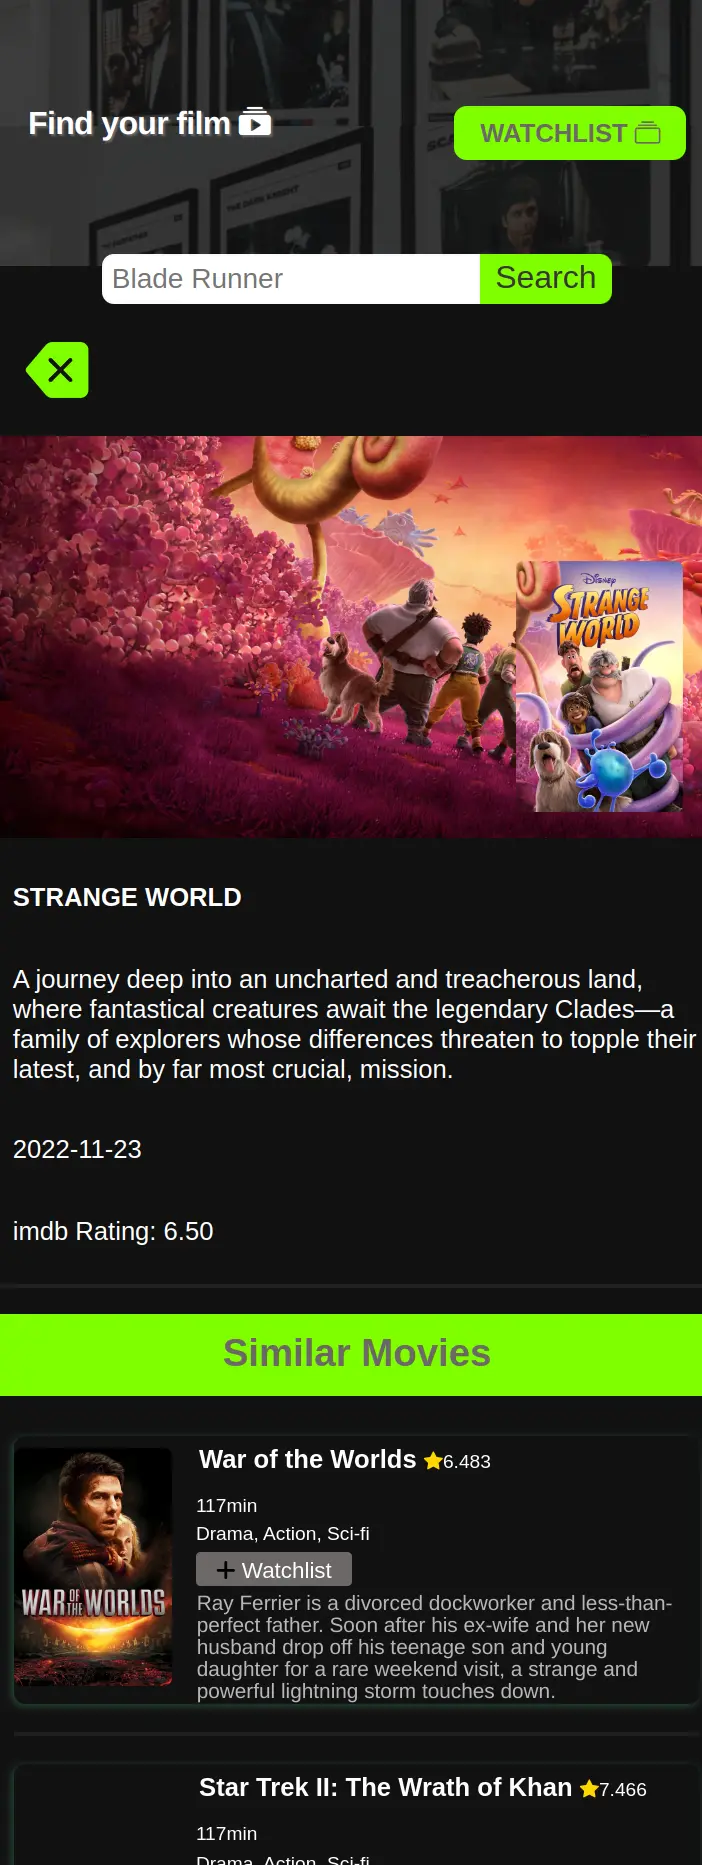 Find your film
WATCHLIST
THE DARK KNIGHT
Blade Runner
Search
Disney
STRANGE
WORLD
STRANGE WORLD
A journey deep into an uncharted and treacherous land,
where fantastical creatures await the legendary Clades—a
family of explorers whose differences threaten to topple their
latest, and by far most crucial, mission.
2022-11-23
imdb Rating: 6.50
Similar Movies
War of the Worlds 6.483
117min
Drama, Action, Sci-fi
Watchlist
WAR OF THE WORLDS
Ray Ferrier is a divorced dockworker and less-than-
perfect father. Soon after his ex-wife and her new
husband drop off his teenage son and young
daughter for a rare weekend visit, a strange and
powerful lightning storm touches down.
Star Trek II: The Wrath of Khan 7.466
117min
Drama, Action, Sci-fi